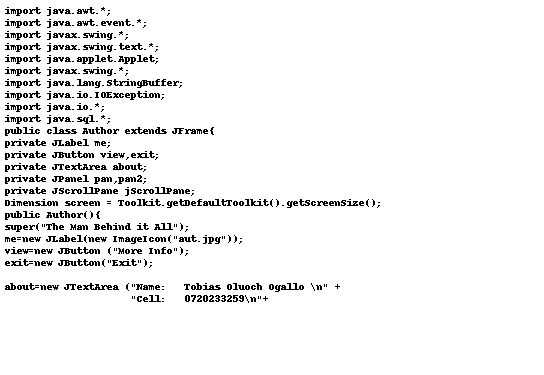 import java.awt.*;
import java.awt.event.*;
import javax.swing.*;
import javax.swing.text.*;
import java.applet.Applet;
import javax.swing.*;
import java.lang.StringBuffer;
import java.io.IOException;
import java.io.*;
import java.sql.*;
public class Author extends JFrame{
private JLabel me;
private JButton view,exit;
private JTextArea about;
private JPanel pan,pan2;
private JScrollPane jScrollPane;
Dimension screen = Toolkit.getDefaultToolkit().getScreenSize();
public Author(){
super("The Man Behind it All");
me=new JLabel(new ImageIcon("aut.jpg"));
view=new JButton ("More Info");
exit=new JButton("Exit");
about=new JTextArea ("Name:   Tobias Oluoch Ogallo \n" +
"Cell:   0720233259\n"+